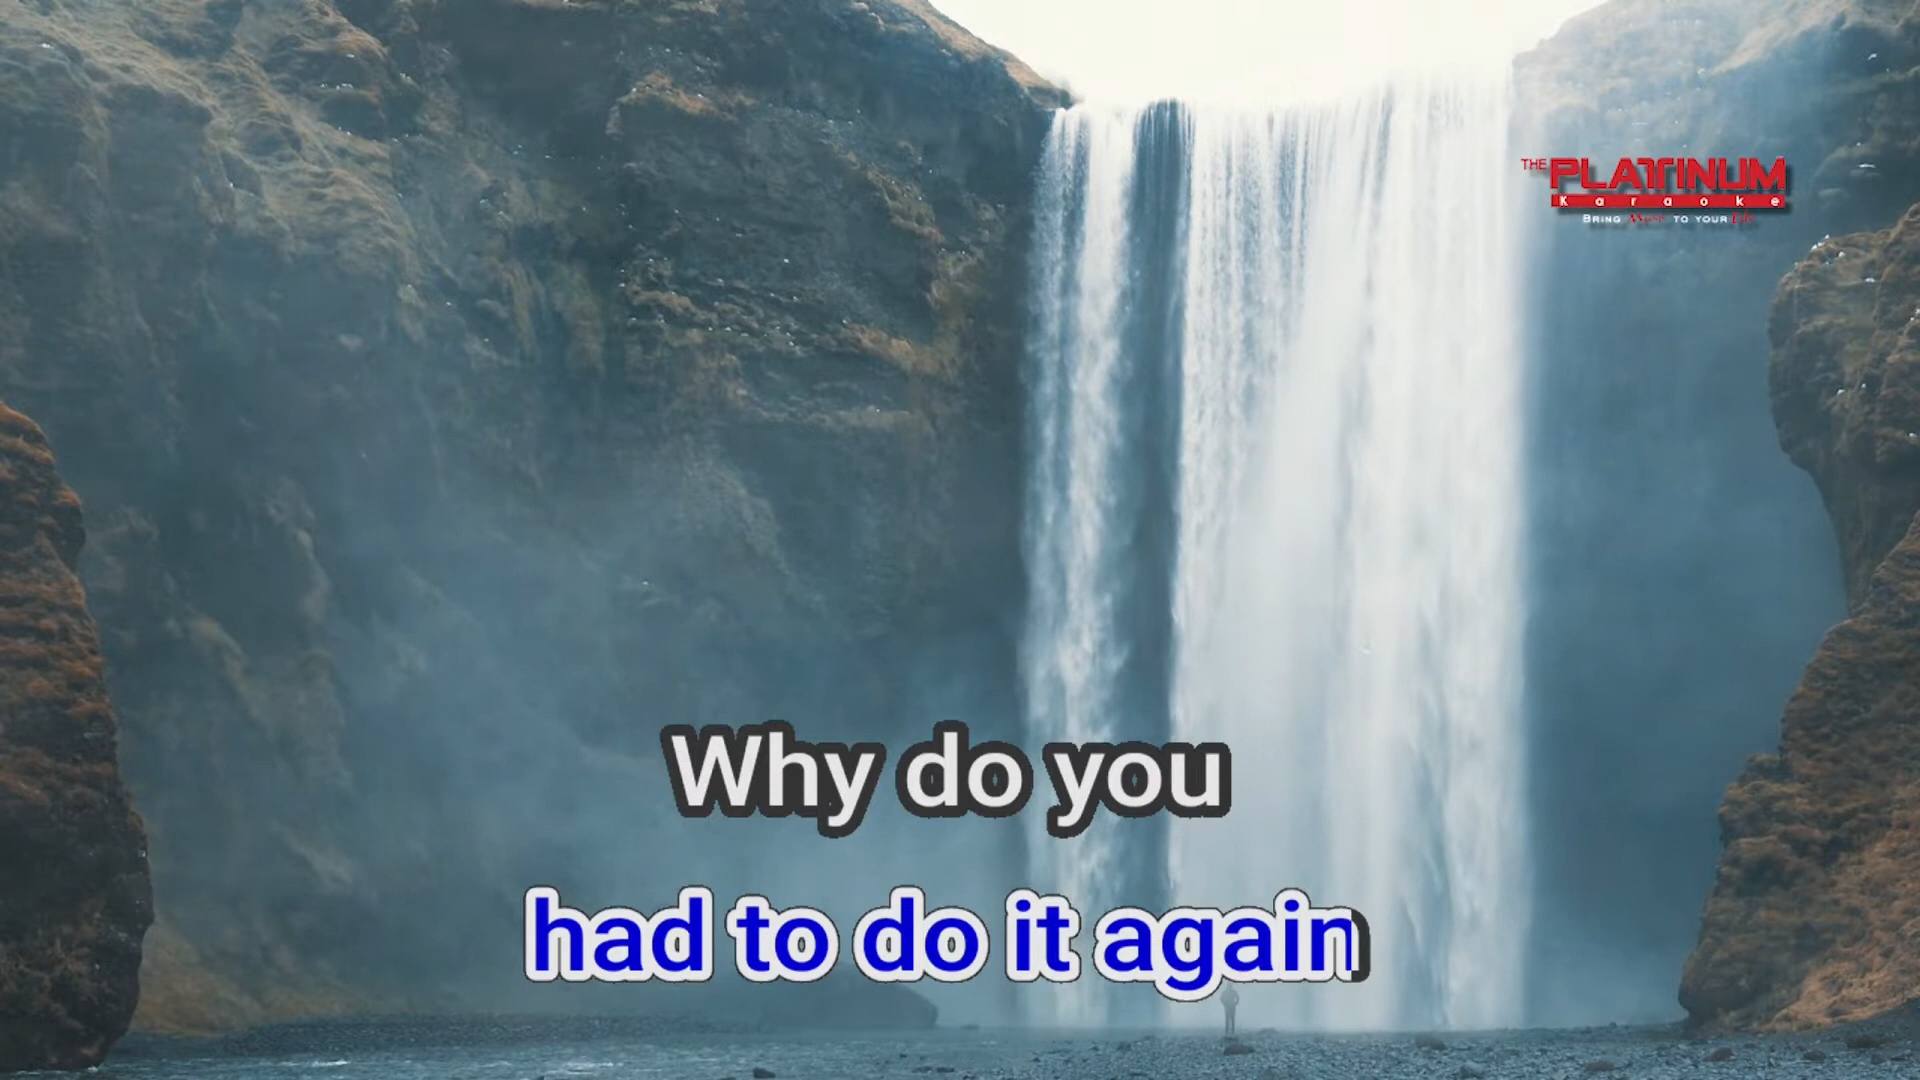 THE PLATINUM
Karaoke
BRING Music TO YOUR Life
Why do you
had to do it again